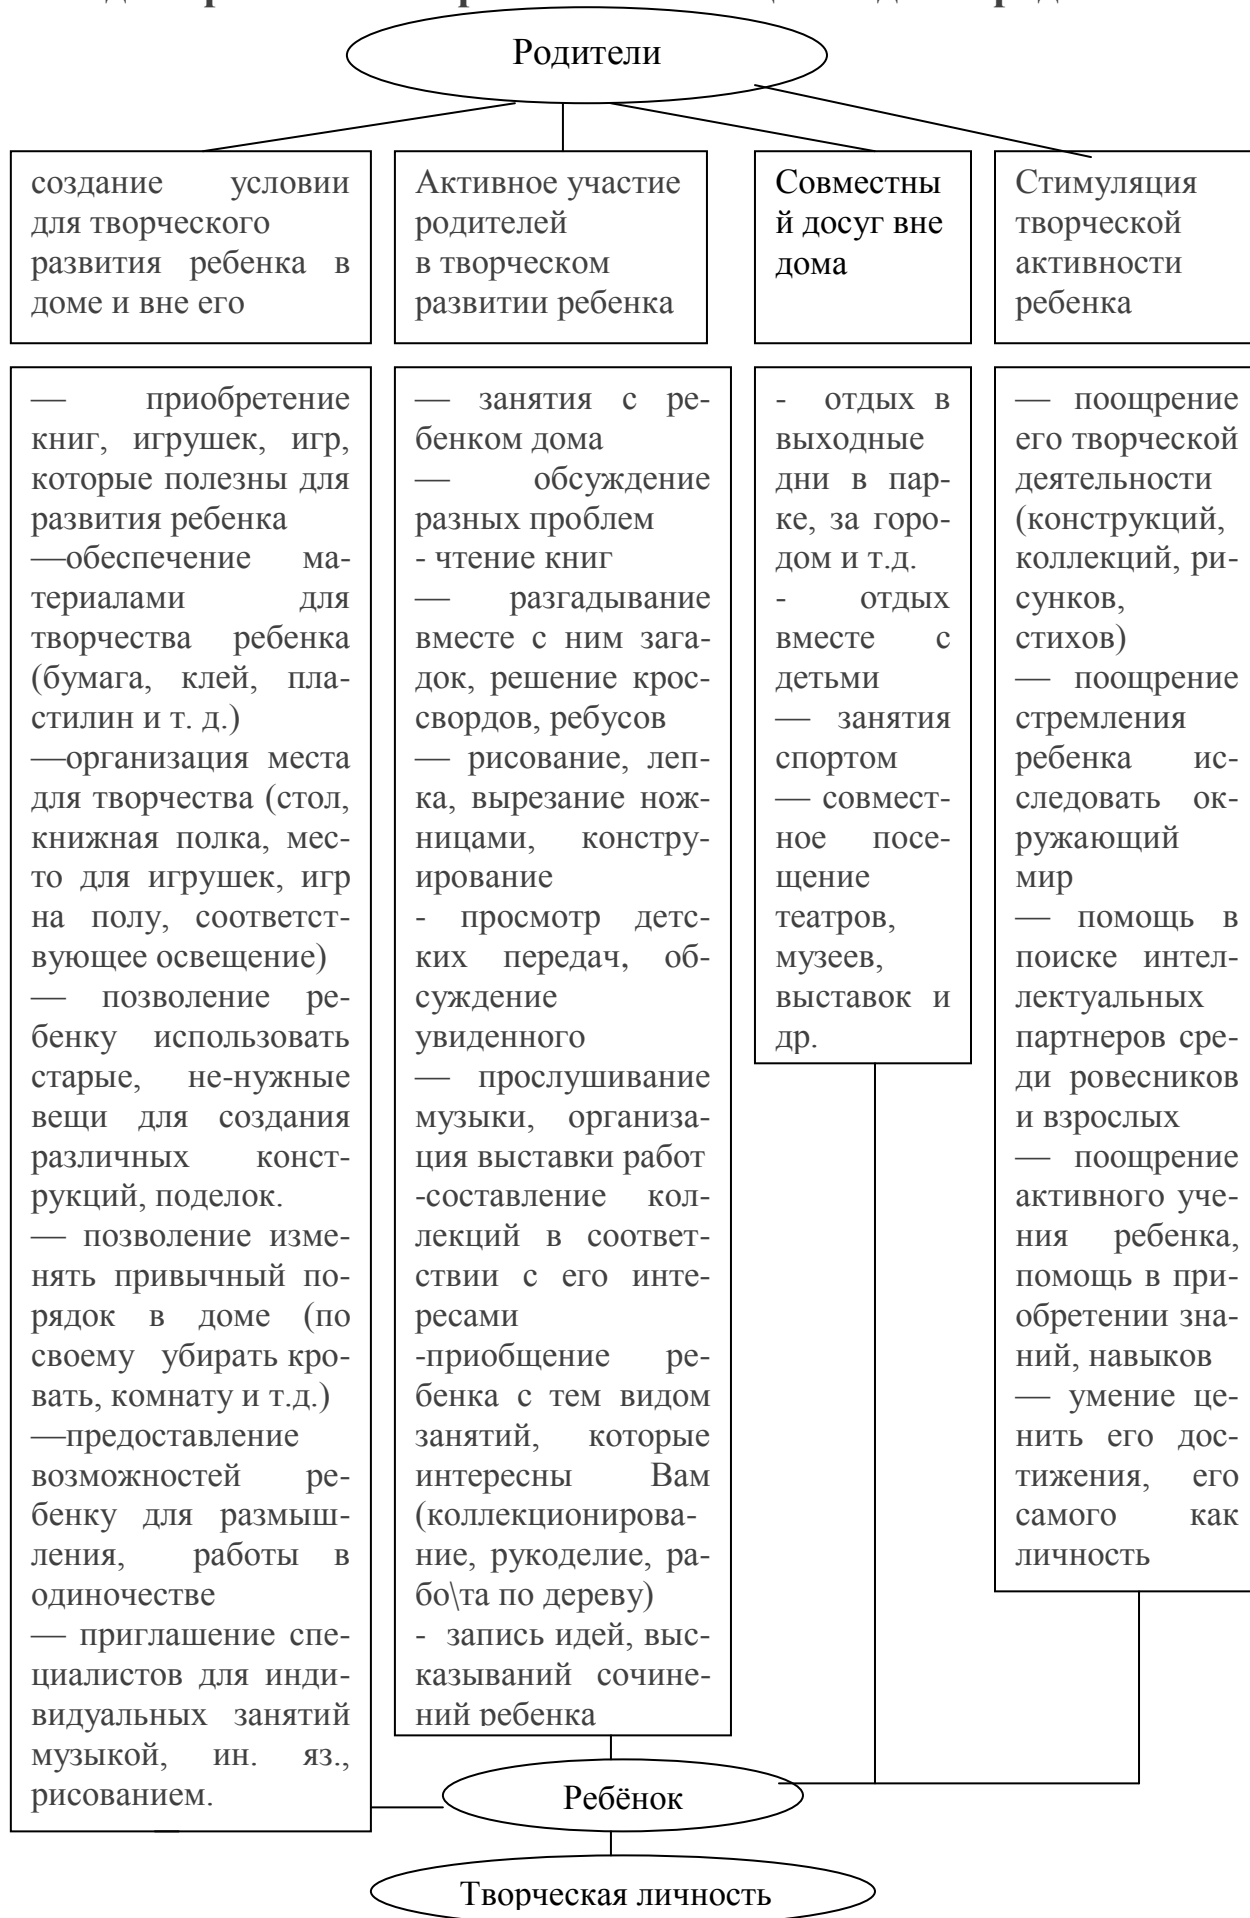 Родители
создание условии
для творческого
развития ребенка в
доме и вне его
Активное участие
родителей
в творческом
развитии ребенка
Совместны
й досуг вне
дома
Стимуляция
творческой
активности
ребенка
— приобретение
книг, игрушек, игр,
которые полезны для
развития ребенка
—обеспечение ма-
териалами для
творчества ребенка
(бумага, клей, пла-
стилин и т. д.)
—организация места
для творчества (стол,
книжная полка, мес-
то для игрушек, игр
на полу, соответст-
вующее освещение)
— позволение ре-
бенку использовать
старые, не-нужные
вещи для создания
различных конст-
рукций, поделок.
— позволение изме-
нять привычный по-
рядок в доме (по
своему убирать кро-
вать, комнату и т.д.)
—предоставление
возможностей ре-
бенку для размыш-
ления, работы в
одиночестве
— приглашение спе-
циалистов для инди-
видуальных занятий
музыкой, ин. яз.,
рисованием.
— занятия с ре-
бенком дома
— обсуждение
разных проблем
- чтение книг
— разгадывание
вместе с ним зага-
док, решение крос-
свордов, ребусов
— рисование, леп-
ка, вырезание нож-
ницами, констру-
ирование
- просмотр детс-
ких передач, об-
суждение
увиденного
— прослушивание
музыки, организа-
ция выставки работ
-составление кол-
лекций в соответ-
ствии с его инте-
ресами
-приобщение ре-
бенка с тем видом
занятий, которые
интересны Вам
(коллекционирова-
ние, рукоделие, ра-
бо\та по дереву)
- запись идей, выс-
казываний сочине-
ний ребенка
- отдых в
выходные
дни в пар-
ке, за горо-
дом и т.д.
- отдых
вместе с
детьми
— занятия
спортом
— совмест-
ное посе-
щение
театров,
музеев,
выставок и
др.
— поощрение
его творческой
деятельности
(конструкций,
коллекций, ри-
сунков,
стихов)
— поощрение
стремления
ребенка ис-
следовать ок-
ружающий
мир
— помощь в
поиске интел-
лектуальных
партнеров сре-
ди ровесников
и взрослых
— поощрение
активного уче-
ния ребенка,
помощь в при-
обретении зна-
ний, навыков
— умение це-
нить его дос-
тижения, его
самого как
личность
Ребёнок
Творческая личность